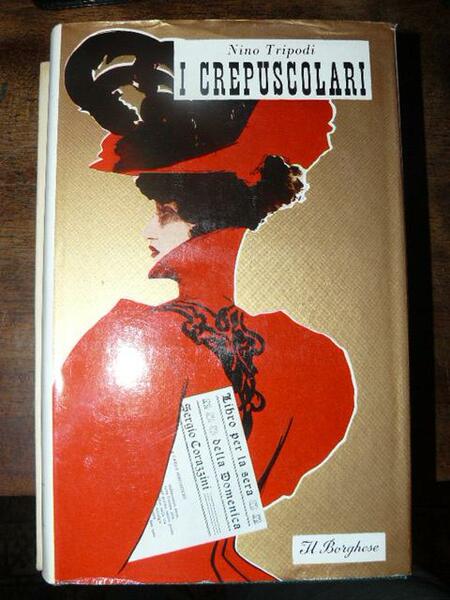 Nino Tripodi
I CREPUSCOLARI
Libro per la sera
della Domenica
Sergio Corazzini
Il Borghese